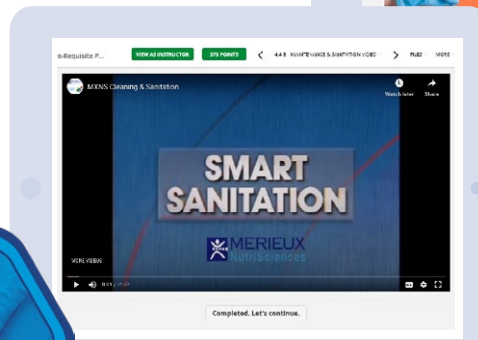 w-Requisite P...
VIEW AS INSTRUCTOR
375 POINTS
MAINTENANCE & SANITATION VIDEO
FILES
MORE
MXNS Cleaning & Sanitation
Watch later
Share
SMART
SANITATION
MERIEUX
NutriSciences
MORE VIDEOS
Completed. Let's continue.